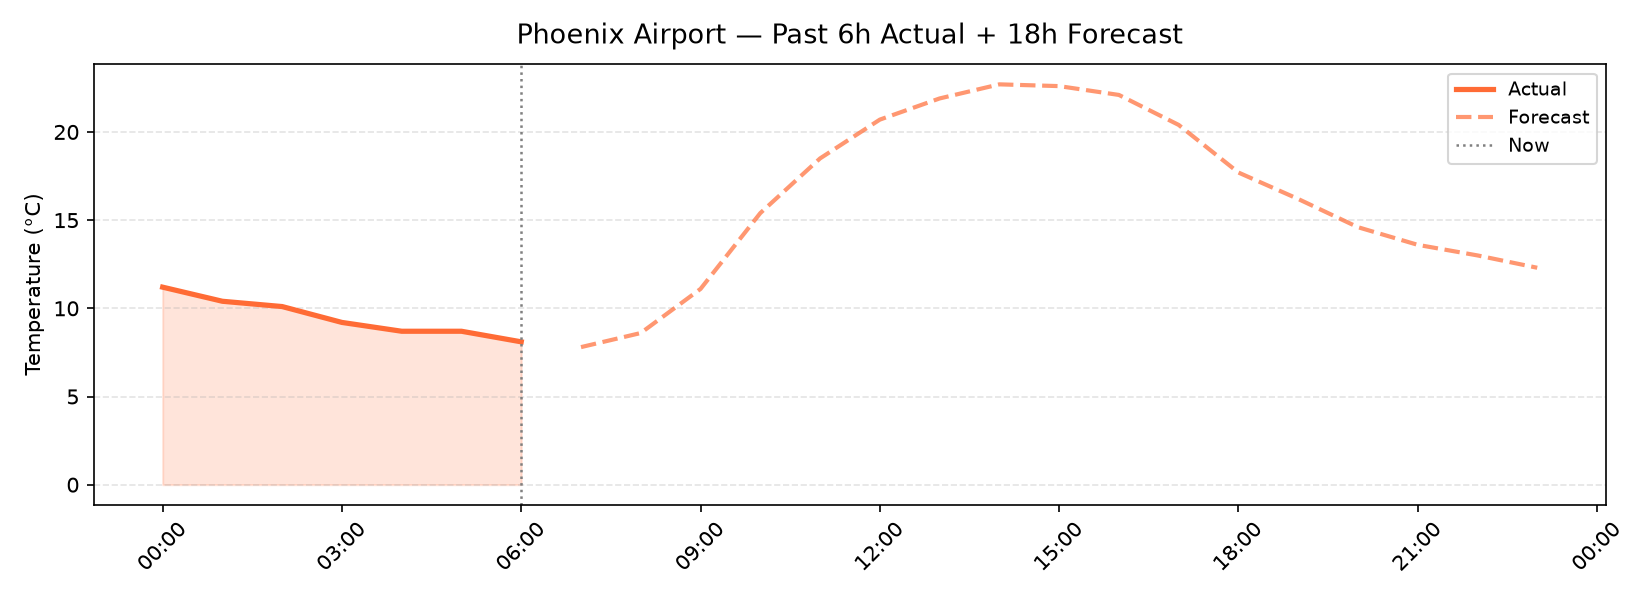 Phoenix Airport — Past 6h Actual + 18h Forecast
Actual
Forecast
Now
Temperature (°C)
20
15
10
5
0
00:00
03:00
06:00
09:00
12:00
15:00
18:00
21:00
00:00